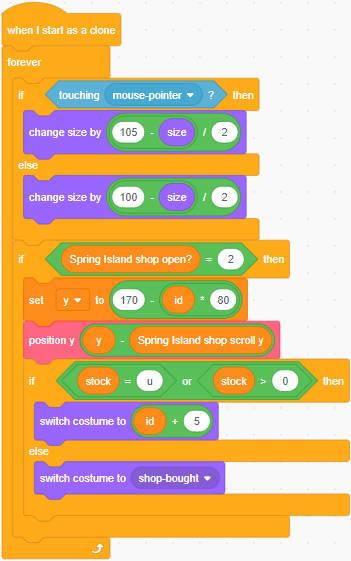 when I start as a clone
forever
if touching mouse-pointer ? then
change size by 105 - size / 2
else
change size by 100 - size / 2
if Spring Island shop open? = 2 then
set y to 170 - id * 80
position y y - Spring Island shop scroll y
if stock = u or stock > 0 then
switch costume to id + 5
else
switch costume to shop-bought